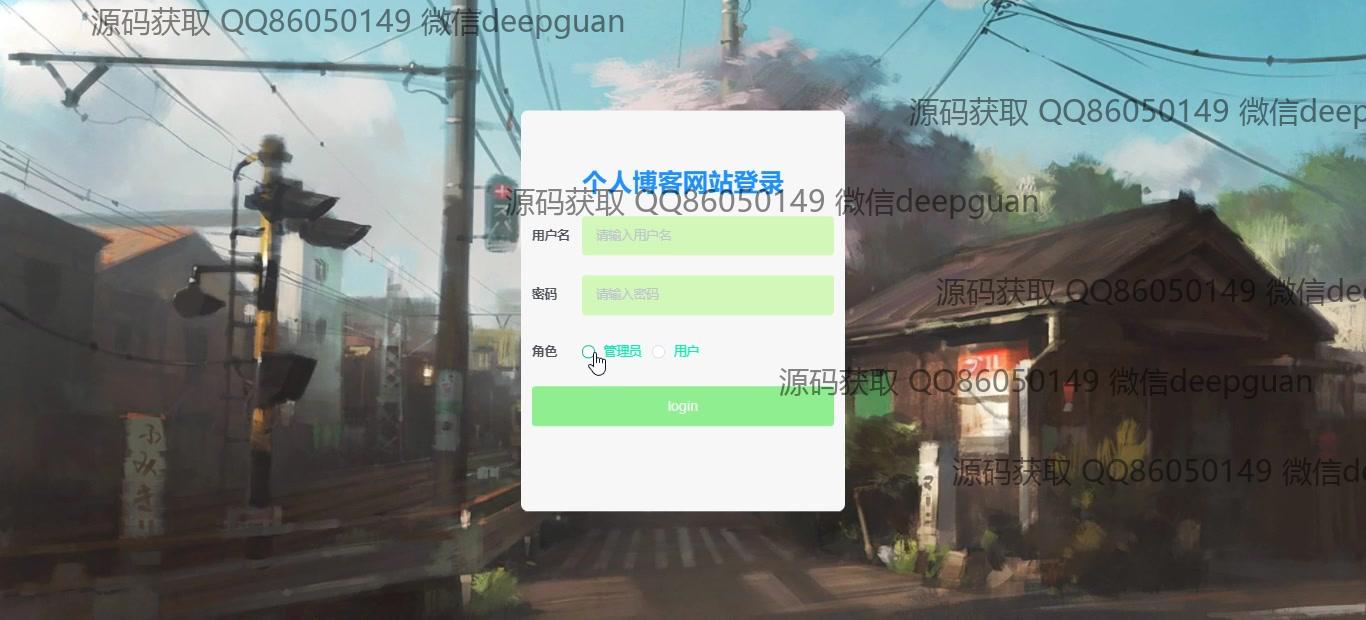 源码获取 QQ86050149 微信deepguan
源码获取 QQ86050149 微信deep
个人博客网站登录
源码获取 QQ86050149 微信deepguan
用户名 请输入用户名
密码 请输入密码
源码获取 QQ86050149 微信de
角色 管理员 用户
源码获取 QQ86050149 微信deepguan
login
ふみきり
源码获取 QQ86050149 微信de